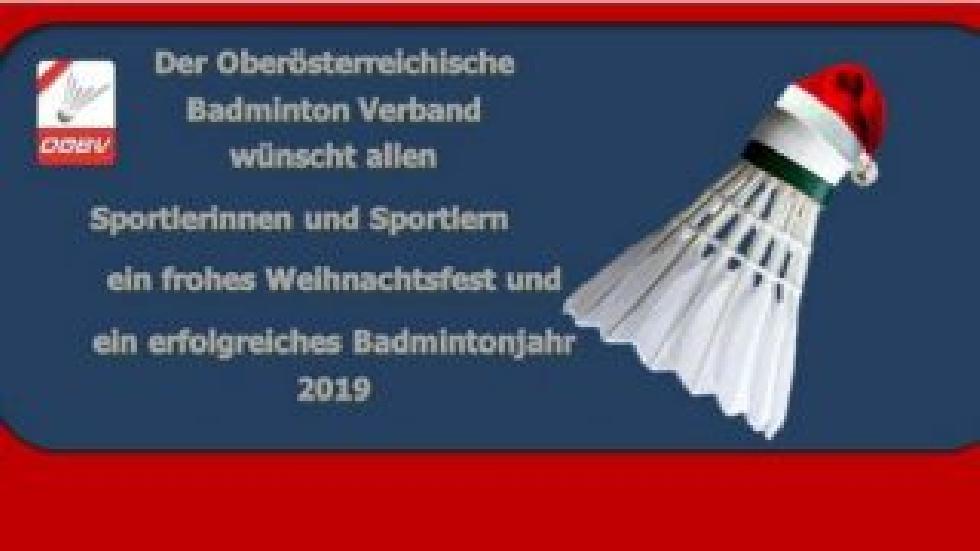 Der Oberösterreichische
Badminton Verband
wünscht allen
Sportlerinnen und Sportlern
ein frohes Weihnachtsfest und
ein erfolgreiches Badmintonjahr
2019
OÖBV